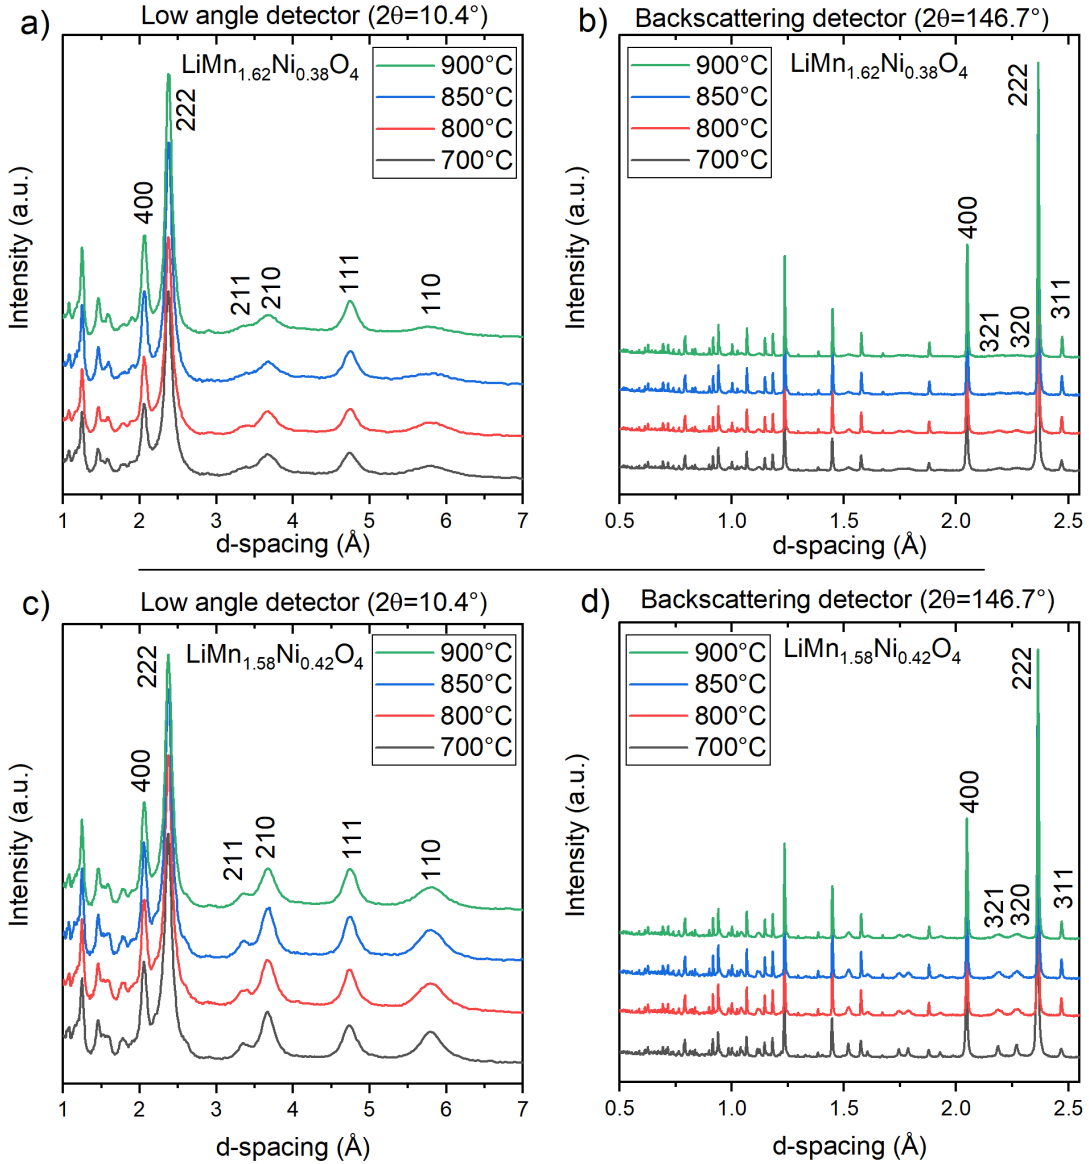 a)
Low angle detector (2θ=10.4°)
LiMn1.62Ni0.38O4
900°C
850°C
800°C
700°C
222
400
211
210
111
110
Intensity (a.u.)
1 2 3 4 5 6 7
d-spacing (Å)
b)
Backscattering detector (2θ=146.7°)
LiMn1.62Ni0.38O4
900°C
850°C
800°C
700°C
222
400
321
320
311
Intensity (a.u.)
0.5 1.0 1.5 2.0 2.5
d-spacing (Å)
c)
Low angle detector (2θ=10.4°)
LiMn1.58Ni0.42O4
900°C
850°C
800°C
700°C
222
400
211
210
111
110
Intensity (a.u.)
1 2 3 4 5 6 7
d-spacing (Å)
d)
Backscattering detector (2θ=146.7°)
LiMn1.58Ni0.42O4
900°C
850°C
800°C
700°C
222
400
321
320
311
Intensity (a.u.)
0.5 1.0 1.5 2.0 2.5
d-spacing (Å)